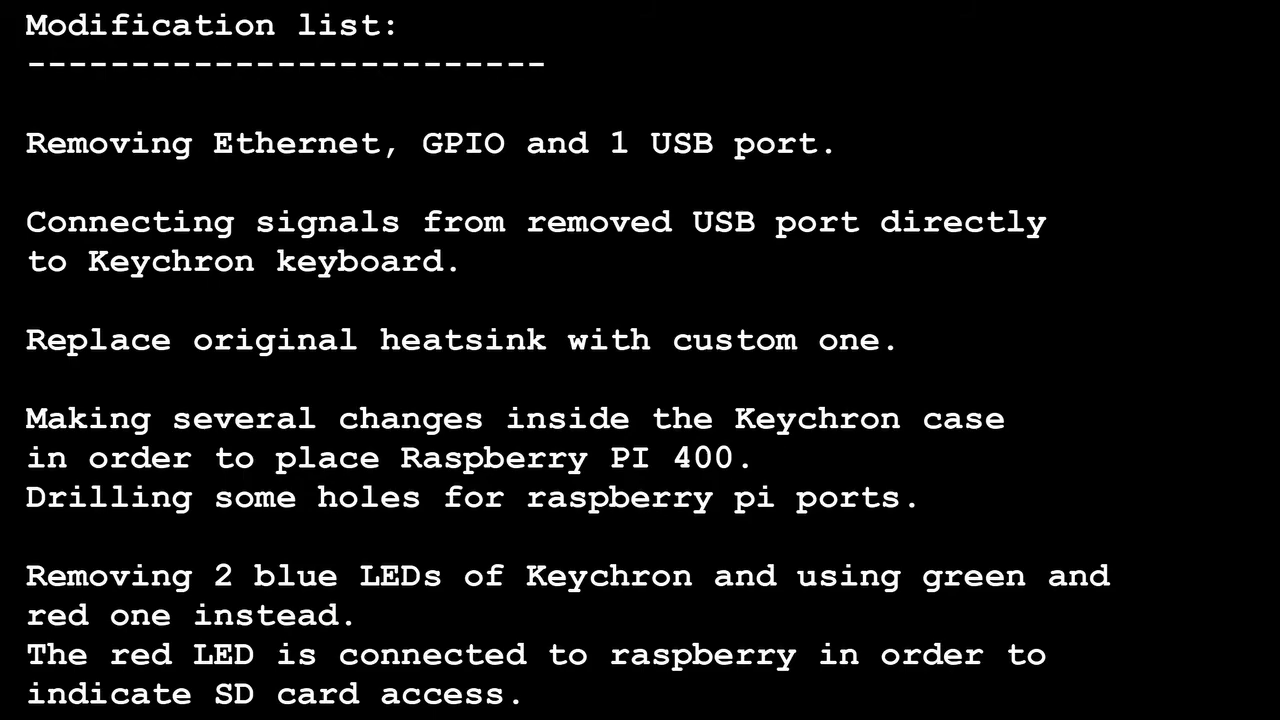 Modification list:
-------------------------
Removing Ethernet, GPIO and 1 USB port.
Connecting signals from removed USB port directly
to Keychron keyboard.
Replace original heatsink with custom one.
Making several changes inside the Keychron case
in order to place Raspberry PI 400.
Drilling some holes for raspberry pi ports.
Removing 2 blue LEDs of Keychron and using green and
red one instead.
The red LED is connected to raspberry in order to
indicate SD card access.